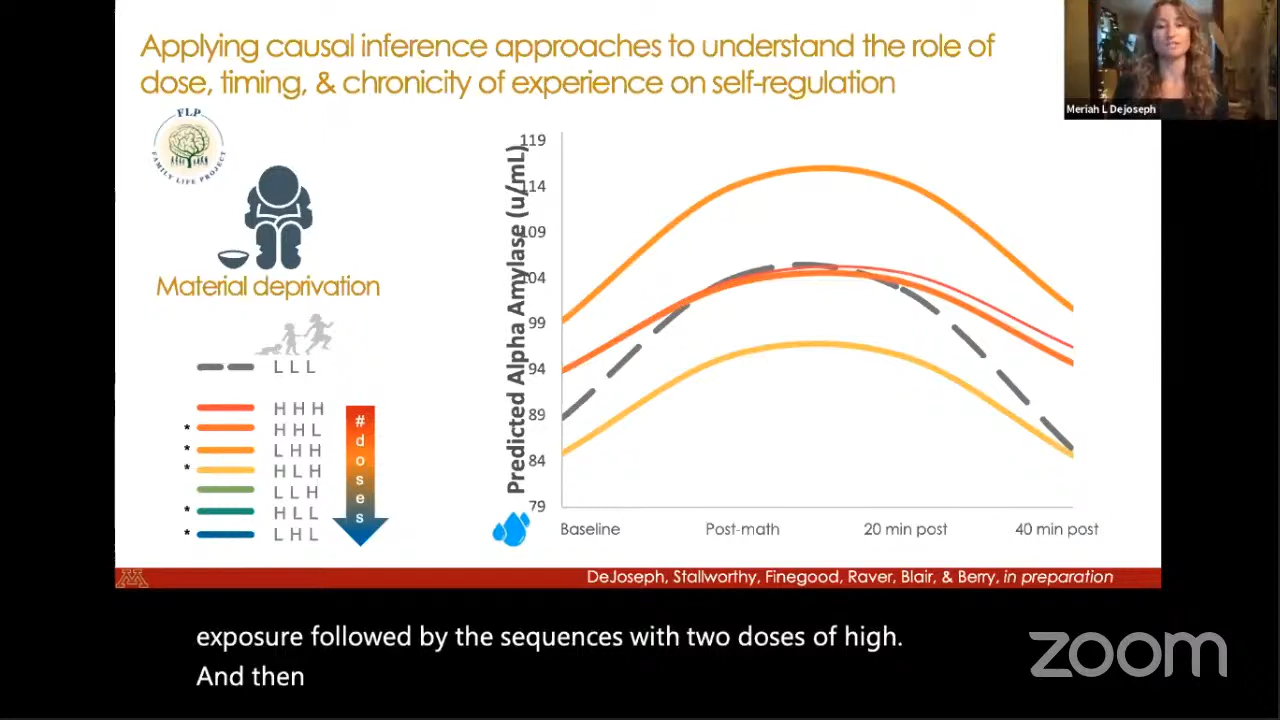 Applying causal inference approaches to understand the role of
dose, timing, & chronicity of experience on self-regulation
Meriah L Dejoseph
FLP
FAMILY LIFE PROJECT
Material deprivation
L L L
H H H
* H H L
* L H H
* H L H
L L H
* H L L
* L H L
#doses
Predicted Alpha Amylase (u/mL)
119
114
109
104
99
94
89
84
79
Baseline Post-math 20 min post 40 min post
DeJoseph, Stallworthy, Finegood, Raver, Blair, & Berry, in preparation
exposure followed by the sequences with two doses of high.
And then
zoom